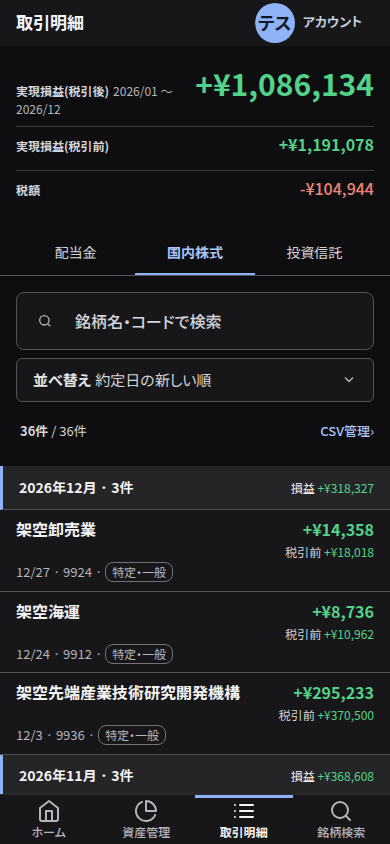 取引明細
テス アカウント
実現損益(税引後) 2026/01 〜 2026/12 +¥1,086,134
実現損益(税引前) +¥1,191,078
税額 -¥104,944
配当金 国内株式 投資信託
銘柄名・コードで検索
並べ替え 約定日の新しい順
36件 / 36件 CSV管理›
2026年12月・3件 損益 +¥318,327
架空卸売業 +¥14,358
税引前 +¥18,018
12/27・9924・特定・一般
架空海運 +¥8,736
税引前 +¥10,962
12/24・9912・特定・一般
架空先端産業技術研究開発機構 +¥295,233
税引前 +¥370,500
12/3・9936・特定・一般
2026年11月・3件 損益 +¥368,608
ホーム 資産管理 取引明細 銘柄検索